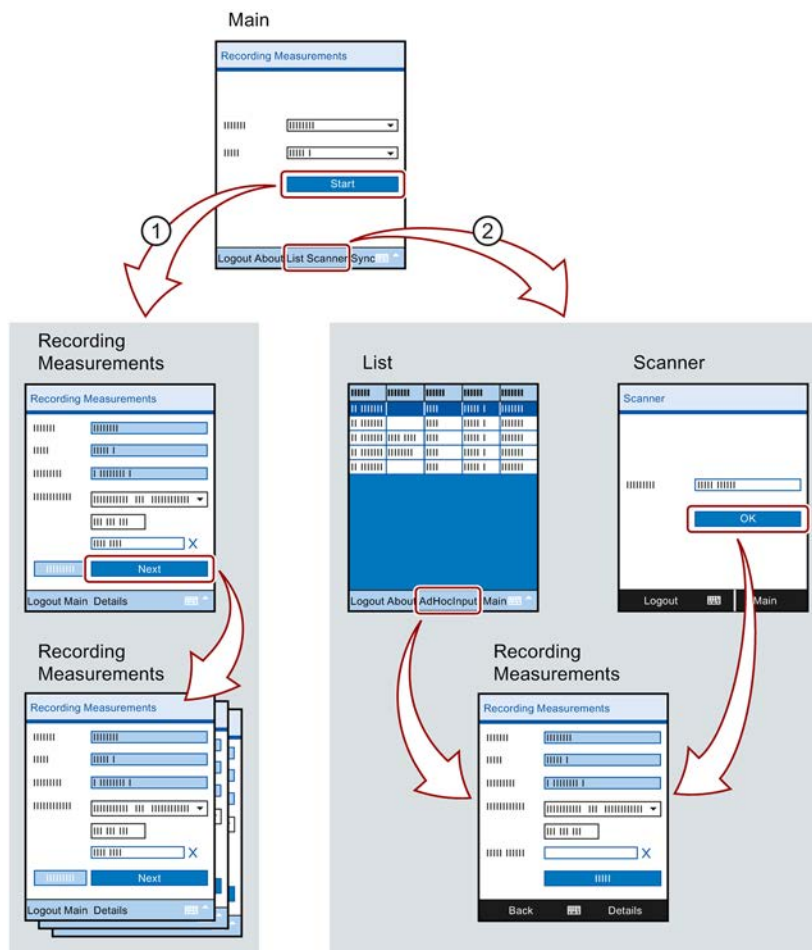 Main
Recording Measurements
Start
Logout About List Scanner Sync
1
2
Recording
Measurements
Recording Measurements
X
Next
Logout Main Details
Recording
Measurements
Recording Measurements
X
Next
Logout Main Details
List
Logout About AdHocInput Main
Scanner
Scanner
OK
Logout Main
Recording
Measurements
Recording Measurements
X
Back Details